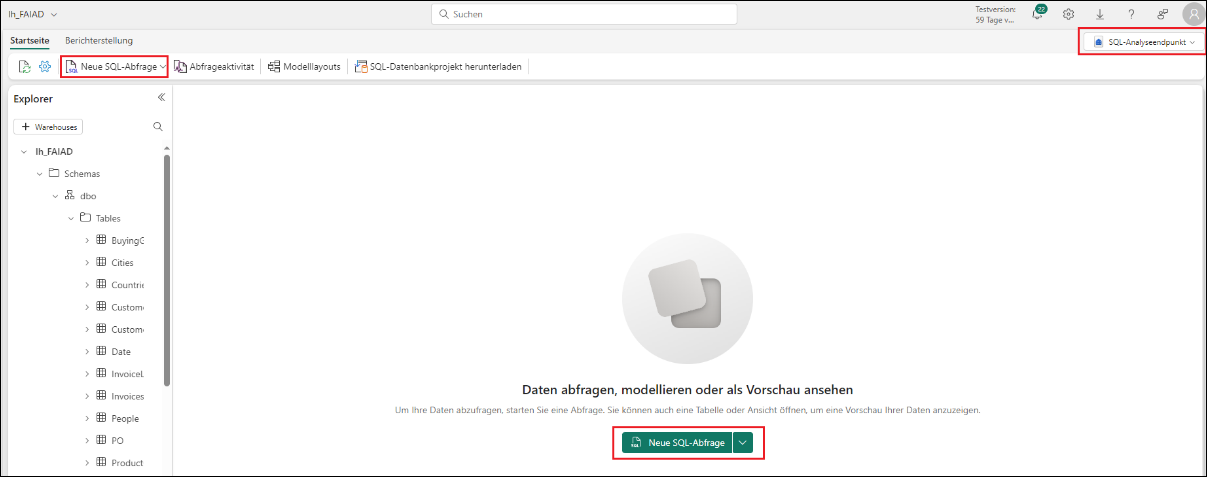 lh_FAIAD
Suchen
Testversion:
59 Tage v...
22
?
Startseite
Berichterstellung
SQL-Analyseendpunkt
Neue SQL-Abfrage
Abfrageaktivität
Modelllayouts
SQL-Datenbankprojekt herunterladen
Explorer
+ Warehouses
lh_FAIAD
Schemas
dbo
Tables
BuyingG
Cities
Countrie
Custome
Custome
Date
InvoiceL
Invoices
People
PO
Product
Daten abfragen, modellieren oder als Vorschau ansehen
Um Ihre Daten abzufragen, starten Sie eine Abfrage. Sie können auch eine Tabelle oder Ansicht öffnen, um eine Vorschau Ihrer Daten anzuzeigen.
Neue SQL-Abfrage